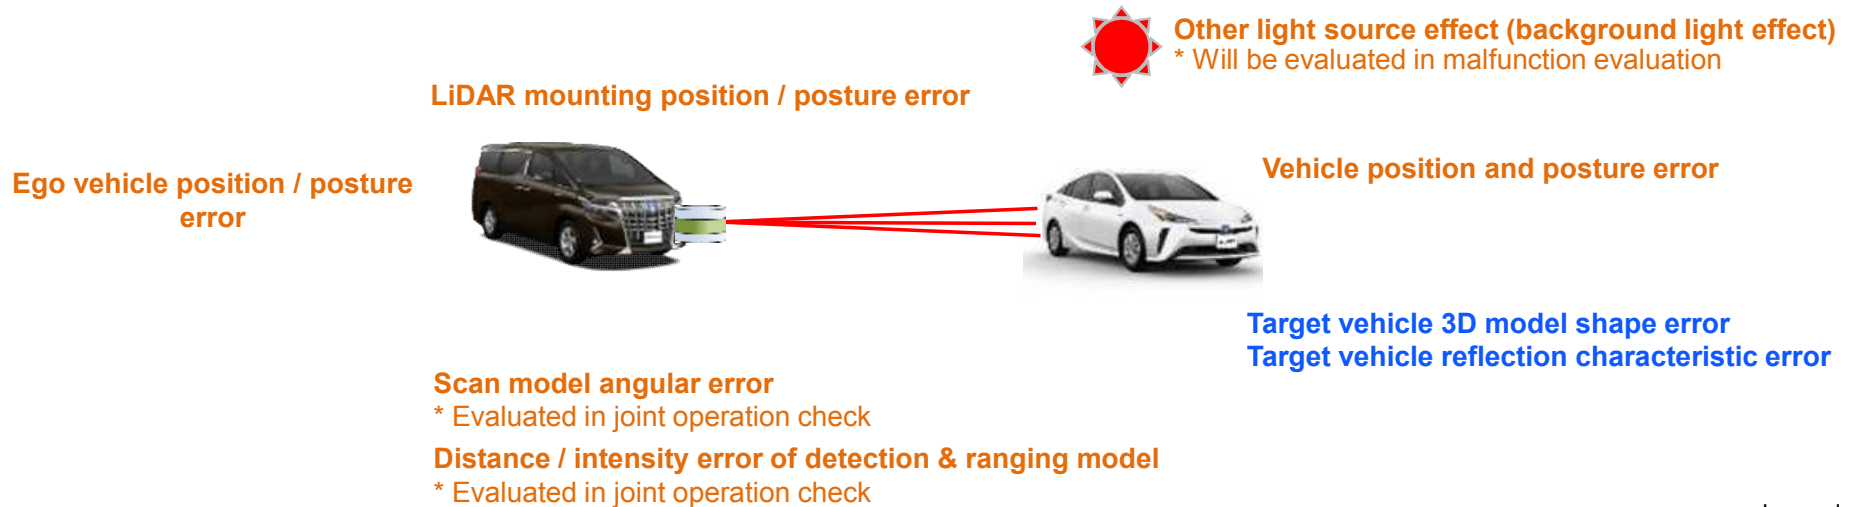 Other light source effect (background light effect)
* Will be evaluated in malfunction evaluation
LiDAR mounting position / posture error
Ego vehicle position / posture
error
Vehicle position and posture error
Target vehicle 3D model shape error
Target vehicle reflection characteristic error
Scan model angular error
* Evaluated in joint operation check
Distance / intensity error of detection & ranging model
* Evaluated in joint operation check